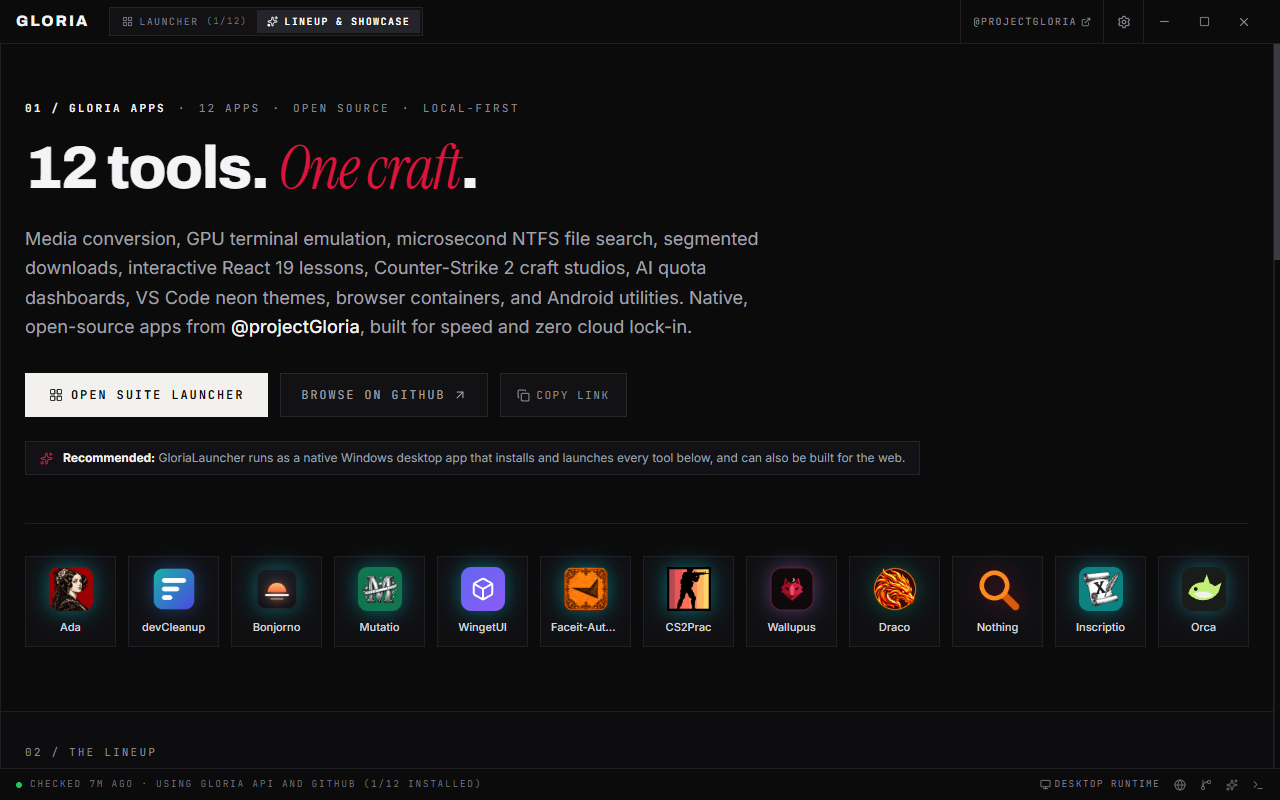 GLORIA
LAUNCHER (1/12)
LINEUP & SHOWCASE
@PROJECTGLORIA
01 / GLORIA APPS · 12 APPS · OPEN SOURCE · LOCAL-FIRST
12 tools. One craft.
Media conversion, GPU terminal emulation, microsecond NTFS file search, segmented
downloads, interactive React 19 lessons, Counter-Strike 2 craft studios, AI quota
dashboards, VS Code neon themes, browser containers, and Android utilities. Native,
open-source apps from @projectGloria, built for speed and zero cloud lock-in.
OPEN SUITE LAUNCHER
BROWSE ON GITHUB
COPY LINK
Recommended: GloriaLauncher runs as a native Windows desktop app that installs and launches every tool below, and can also be built for the web.
Ada
devCleanup
Bonjorno
Mutatio
WingetUI
Faceit-Aut...
CS2Prac
Wallupus
Draco
Nothing
Inscriptio
Orca
02 / THE LINEUP
CHECKED 7M AGO · USING GLORIA API AND GITHUB (1/12 INSTALLED)
DESKTOP RUNTIME